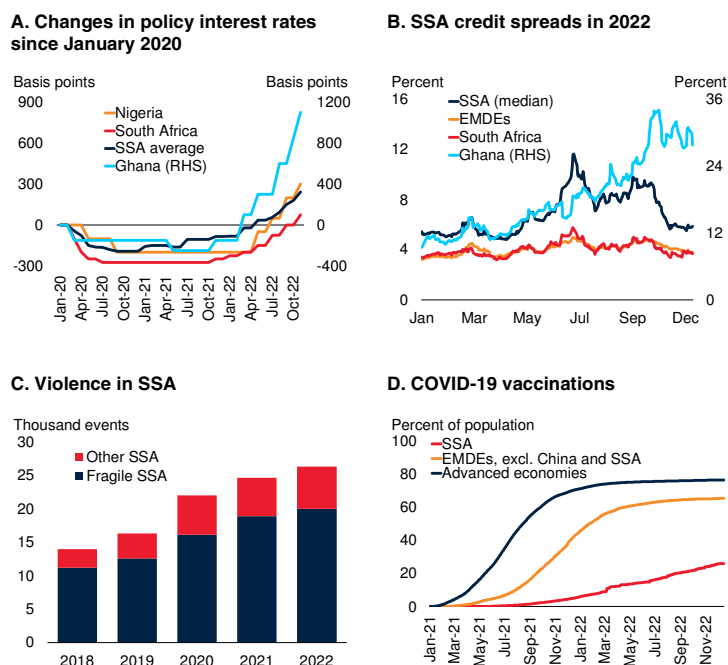 A. Changes in policy interest rates
since January 2020
Basis points
Basis points
900
600
300
0
-300
1200
800
400
0
-400
Nigeria
South Africa
SSA average
Ghana (RHS)
Jan-20
Apr-20
Jul-20
Oct-20
Jan-21
Apr-21
Jul-21
Oct-21
Jan-22
Apr-22
Jul-22
Oct-22
B. SSA credit spreads in 2022
Percent
Percent
16
12
8
4
0
36
24
12
0
SSA (median)
EMDEs
South Africa
Ghana (RHS)
Jan
Mar
May
Jul
Sep
Dec
C. Violence in SSA
Thousand events
30
25
20
15
10
5
0
Other SSA
Fragile SSA
2018
2019
2020
2021
2022
D. COVID-19 vaccinations
Percent of population
100
80
60
40
20
0
SSA
EMDEs, excl. China and SSA
Advanced economies
Jan-21
Mar-21
May-21
Jul-21
Sep-21
Nov-21
Jan-22
Mar-22
May-22
Jul-22
Sep-22
Nov-22